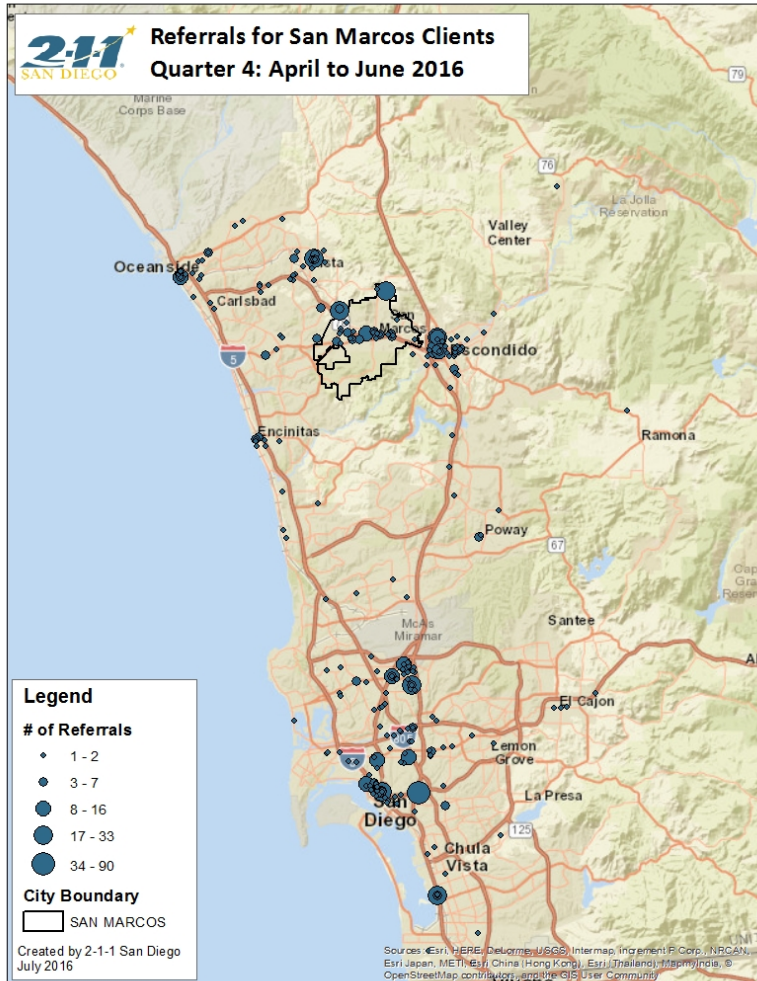 2·1·1
SAN DIEGO
Referrals for San Marcos Clients
Quarter 4: April to June 2016
Marine
Corps Base
79
76
La Jolla
Reservation
Valley
Center
Oceanside
Carlsbad
San
Marcos
Escondido
5
Encinitas
Ramona
Poway
67
Santee
McAs
Miramar
El Cajon
Lemon
Grove
La Presa
San
Diego
125
Chula
Vista
Legend
# of Referrals
1 - 2
3 - 7
8 - 16
17 - 33
34 - 90
City Boundary
SAN MARCOS
Created by 2-1-1 San Diego
July 2016
Sources: Esri, HERE, DeLorme, USGS, Intermap, increment P Corp., NRCAN,
Esri Japan, METI, Esri China (Hong Kong), Esri (Thailand), MapmyIndia, ©
OpenStreetMap contributors, and the GIS User Community